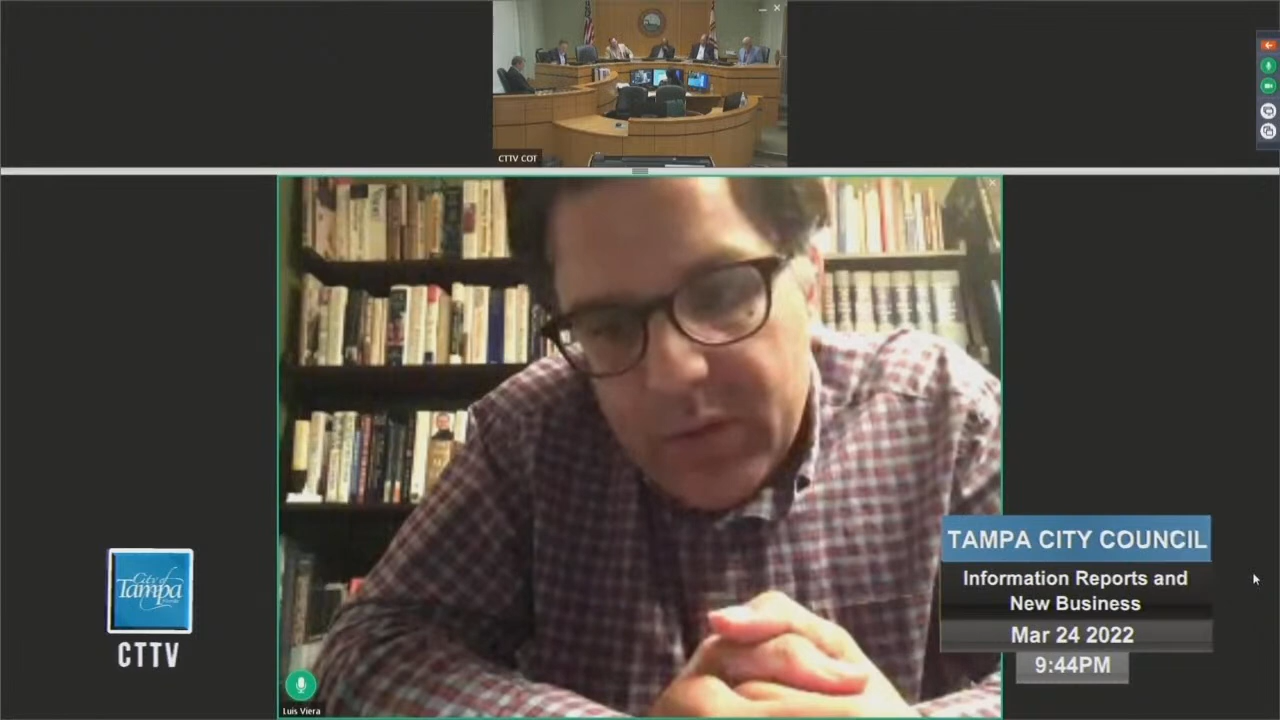 CTTV COT
City of
Tampa
CTTV
Luis Viera
TAMPA CITY COUNCIL
Information Reports and
New Business
Mar 24 2022
9:44PM